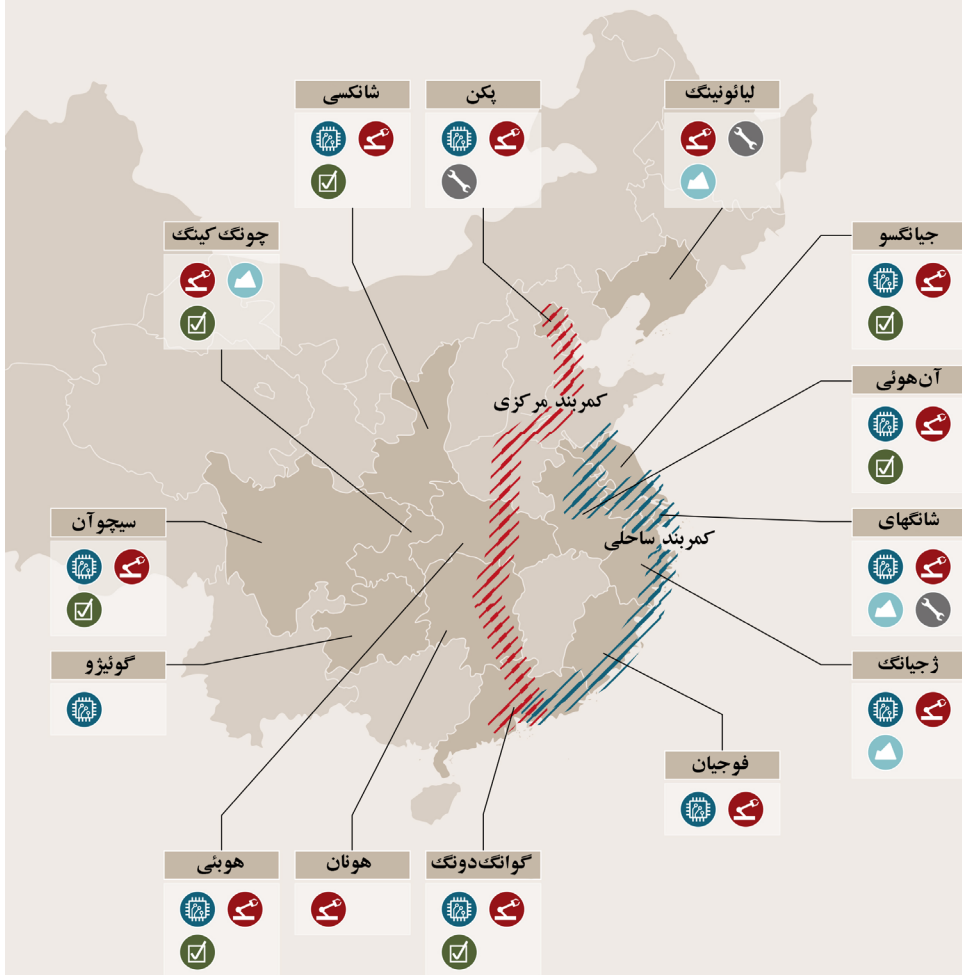 لیائونینگ
پکن
شانکسی
چونگ‌کینگ
جیانگسو
آن‌هوئی
کمربند مرکزی
شانگهای
سیچوآن
کمربند ساحلی
ژجیانگ
گوئیژو
فوجیان
گوانگ‌دونگ
هونان
هوبئی